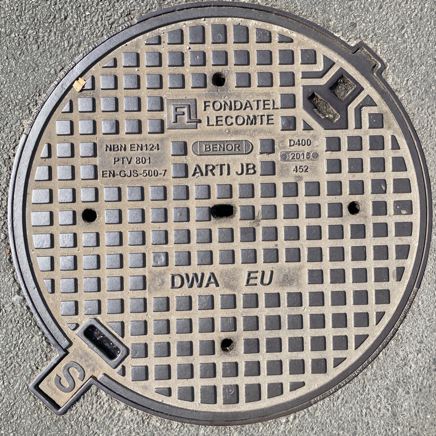 FL FONDATEL
LECOMTE
NBN EN124
PTV 801
EN-GJS-500-7
BENOR
ARTI JB
D400
2018
452
DWA EU
S